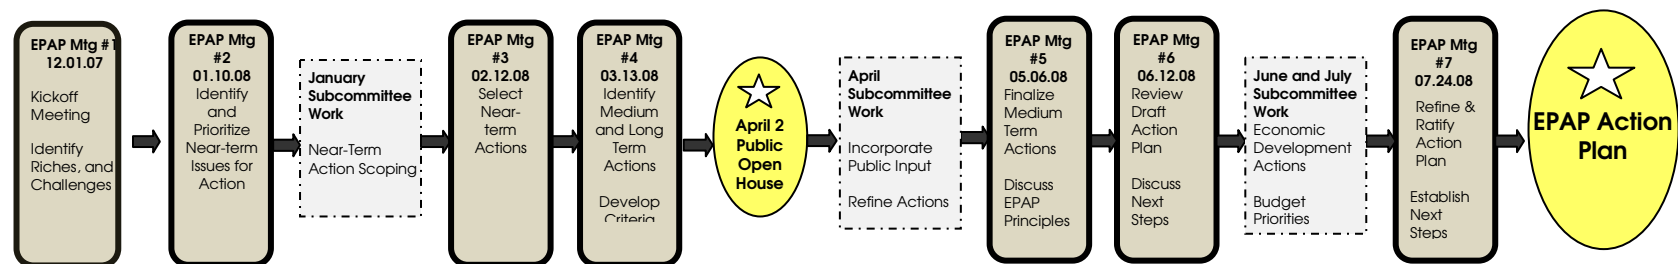 EPAP Mtg #1
12.01.07
Kickoff
Meeting
Identify
Riches, and
Challenges
EPAP Mtg
#2
01.10.08
Identify
and
Prioritize
Near-term
Issues for
Action
January
Subcommittee
Work
Near-Term
Action Scoping
EPAP Mtg
#3
02.12.08
Select
Near-
term
Actions
EPAP Mtg
#4
03.13.08
Identify
Medium
and Long
Term
Actions
Develop
Criteria
April 2
Public
Open
House
April
Subcommittee
Work
Incorporate
Public Input
Refine Actions
EPAP Mtg
#5
05.06.08
Finalize
Medium
Term
Actions
Discuss
EPAP
Principles
EPAP Mtg
#6
06.12.08
Review
Draft
Action
Plan
Discuss
Next
Steps
June and July
Subcommittee
Work
Economic
Development
Actions
Budget
Priorities
EPAP Mtg
#7
07.24.08
Refine &
Ratify
Action
Plan
Establish
Next
Steps
EPAP Action
Plan